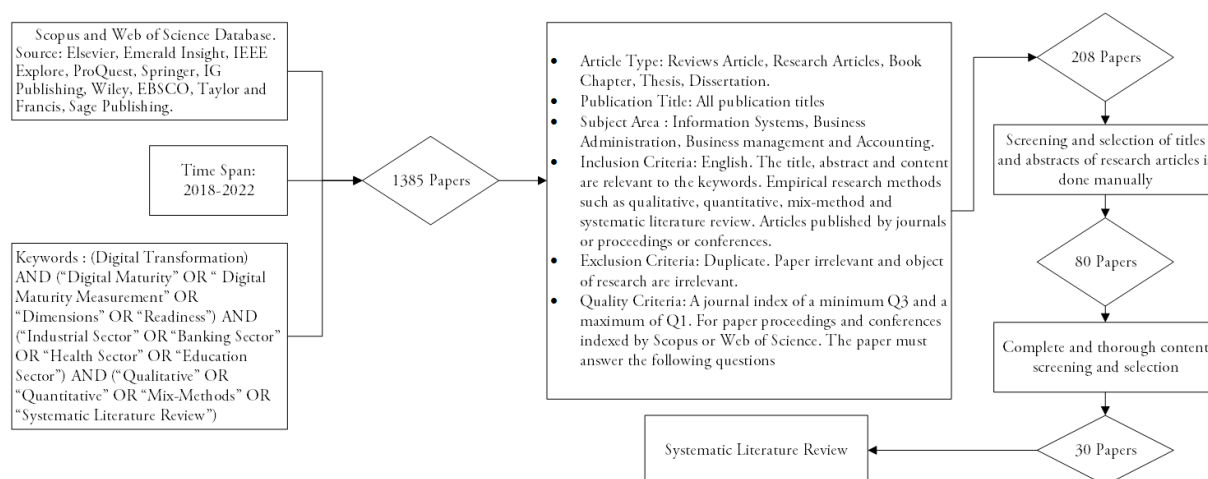 Scopus and Web of Science Database.
Source: Elsevier, Emerald Insight, IEEE
Explore, ProQuest, Springer, IG
Publishing, Wiley, EBSCO, Taylor and
Francis, Sage Publishing.
Time Span:
2018-2022
Keywords : (Digital Transformation)
AND (“Digital Maturity” OR “ Digital
Maturity Measurement” OR
“Dimensions” OR “Readiness”) AND
(“Industrial Sector” OR “Banking Sector”
OR “Health Sector” OR “Education
Sector”) AND (“Qualitative” OR
“Quantitative” OR “Mix-Methods” OR
“Systematic Literature Review”)
1385 Papers
• Article Type: Reviews Article, Research Articles, Book
Chapter, Thesis, Dissertation.
• Publication Title: All publication titles
• Subject Area : Information Systems, Business
Administration, Business management and Accounting.
• Inclusion Criteria: English. The title, abstract and content
are relevant to the keywords. Empirical research methods
such as qualitative, quantitative, mix-method and
systematic literature review. Articles published by journals
or proceedings or conferences.
• Exclusion Criteria: Duplicate. Paper irrelevant and object
of research are irrelevant.
• Quality Criteria: A journal index of a minimum Q3 and a
maximum of Q1. For paper proceedings and conferences
indexed by Scopus or Web of Science. The paper must
answer the following questions
208 Papers
Screening and selection of titles
and abstracts of research articles
done manually
80 Papers
Complete and thorough content
screening and selection
30 Papers
Systematic Literature Review